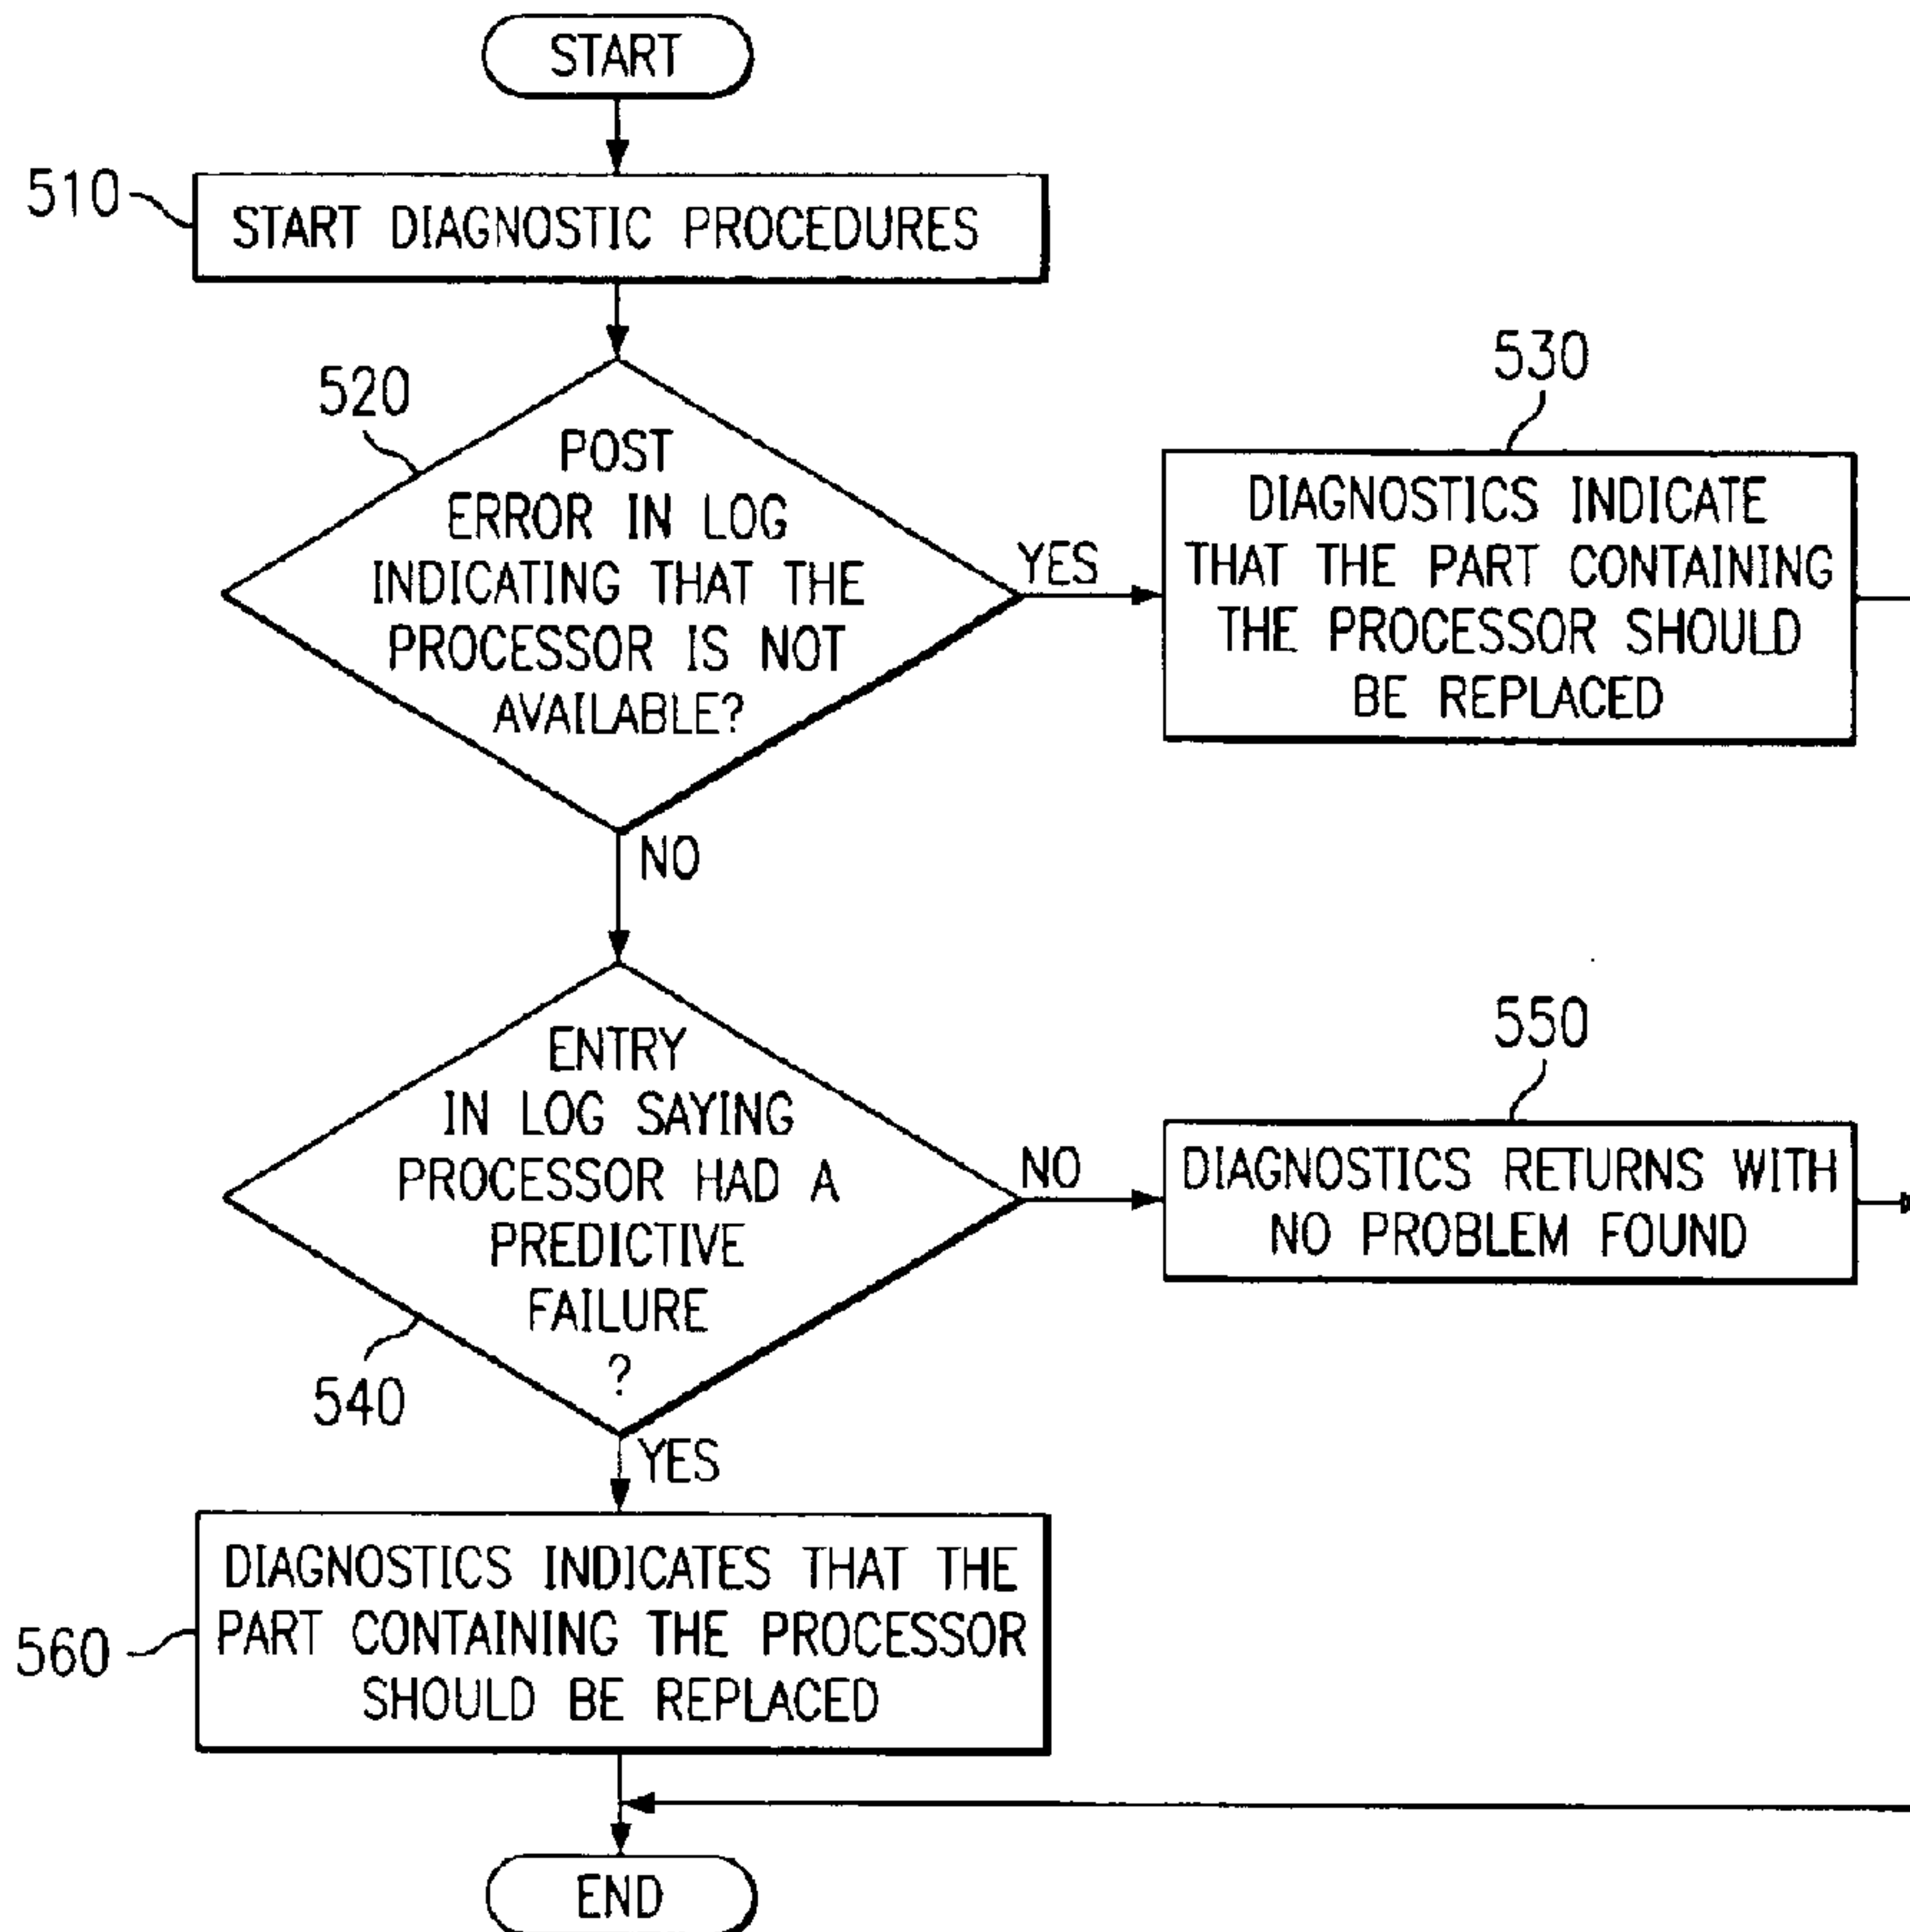 START
510
START DIAGNOSTIC PROCEDURES
520
POST
ERROR IN LOG
INDICATING THAT THE
PROCESSOR IS NOT
AVAILABLE?
YES
530
DIAGNOSTICS INDICATE
THAT THE PART CONTAINING
THE PROCESSOR SHOULD
BE REPLACED
NO
ENTRY
IN LOG SAYING
PROCESSOR HAD A
PREDICTIVE
FAILURE
?
540
NO
550
DIAGNOSTICS RETURNS WITH
NO PROBLEM FOUND
YES
560
DIAGNOSTICS INDICATES THAT THE
PART CONTAINING THE PROCESSOR
SHOULD BE REPLACED
END